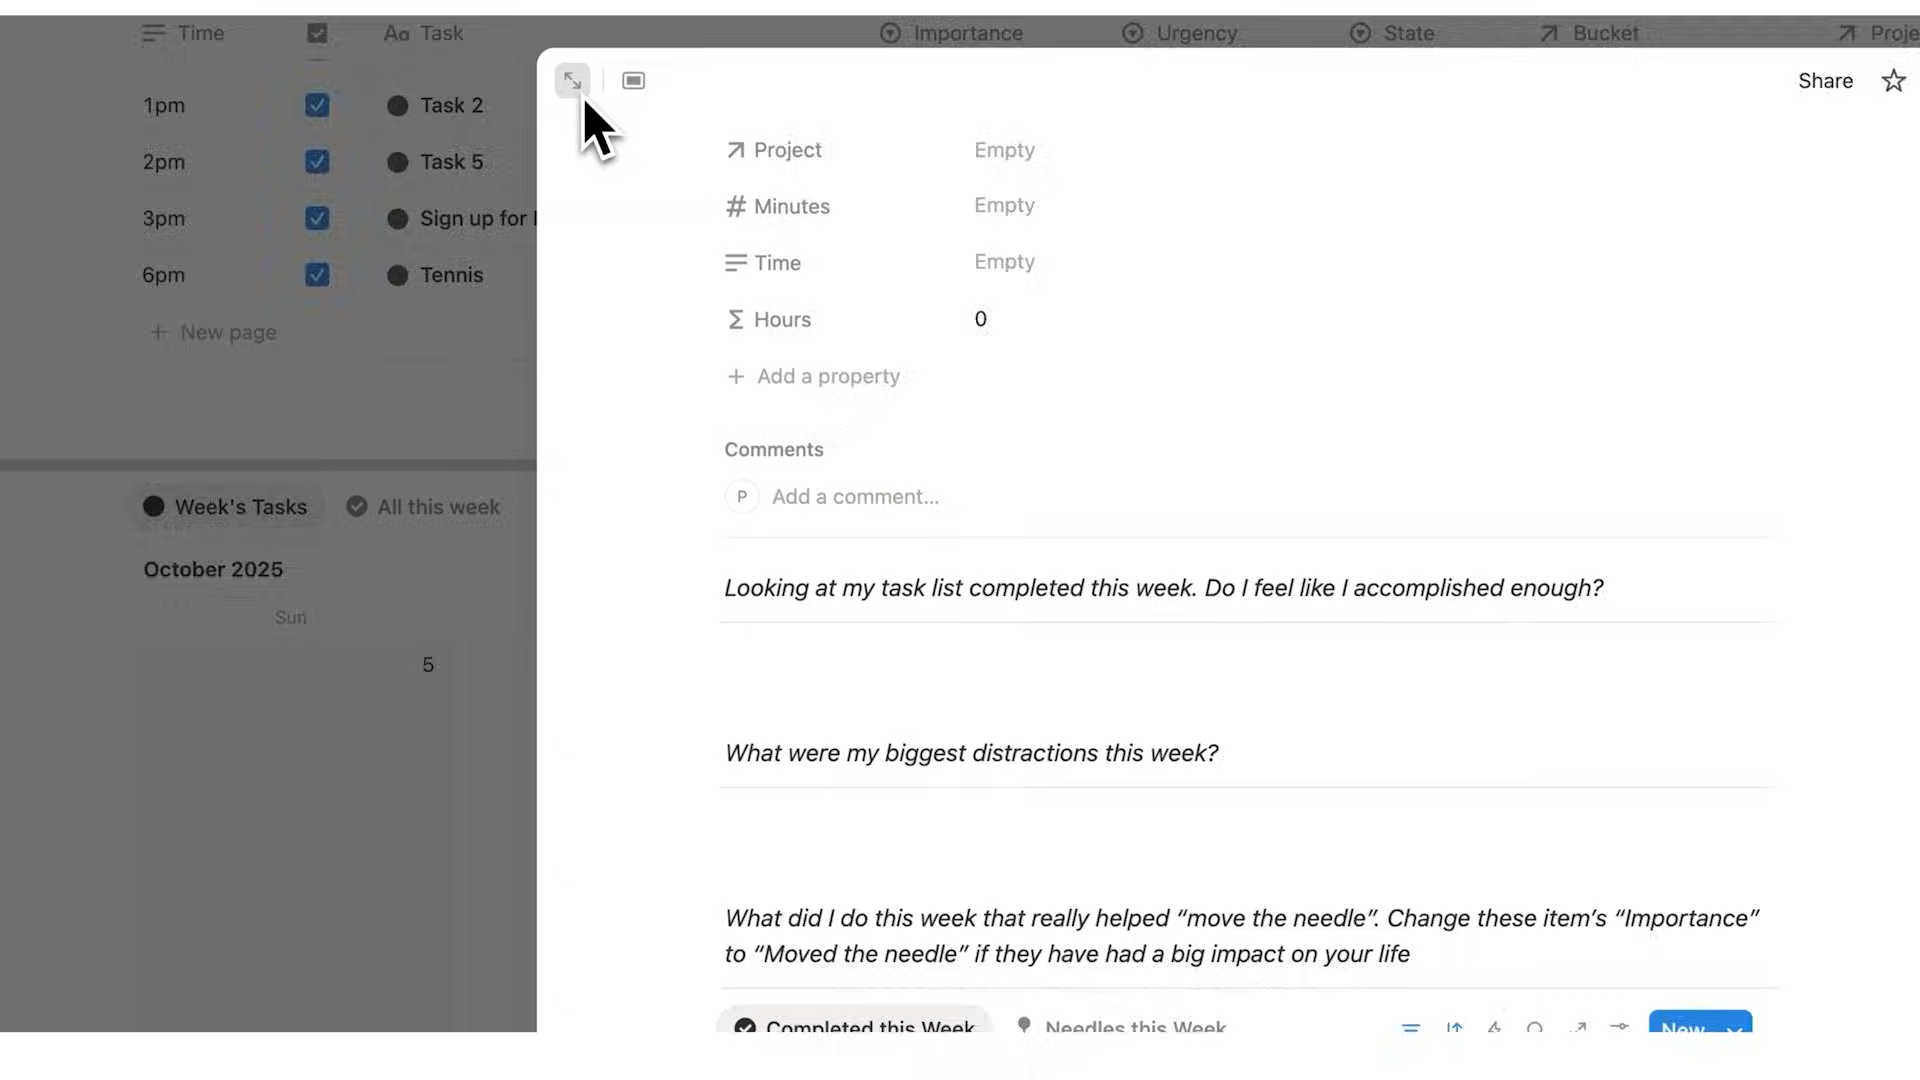 Time
Aa Task
Importance
Urgency
State
Bucket
Proje
1pm
Task 2
2pm
Task 5
3pm
Sign up for
6pm
Tennis
+ New page
Week's Tasks
All this week
October 2025
Sun
5
Share
Project Empty
# Minutes Empty
Time Empty
Σ Hours 0
+ Add a property
Comments
P Add a comment...
Looking at my task list completed this week. Do I feel like I accomplished enough?
What were my biggest distractions this week?
What did I do this week that really helped “move the needle”. Change these item’s “Importance”
to “Moved the needle” if they have had a big impact on your life
Completed this Week
Needles this Week
New